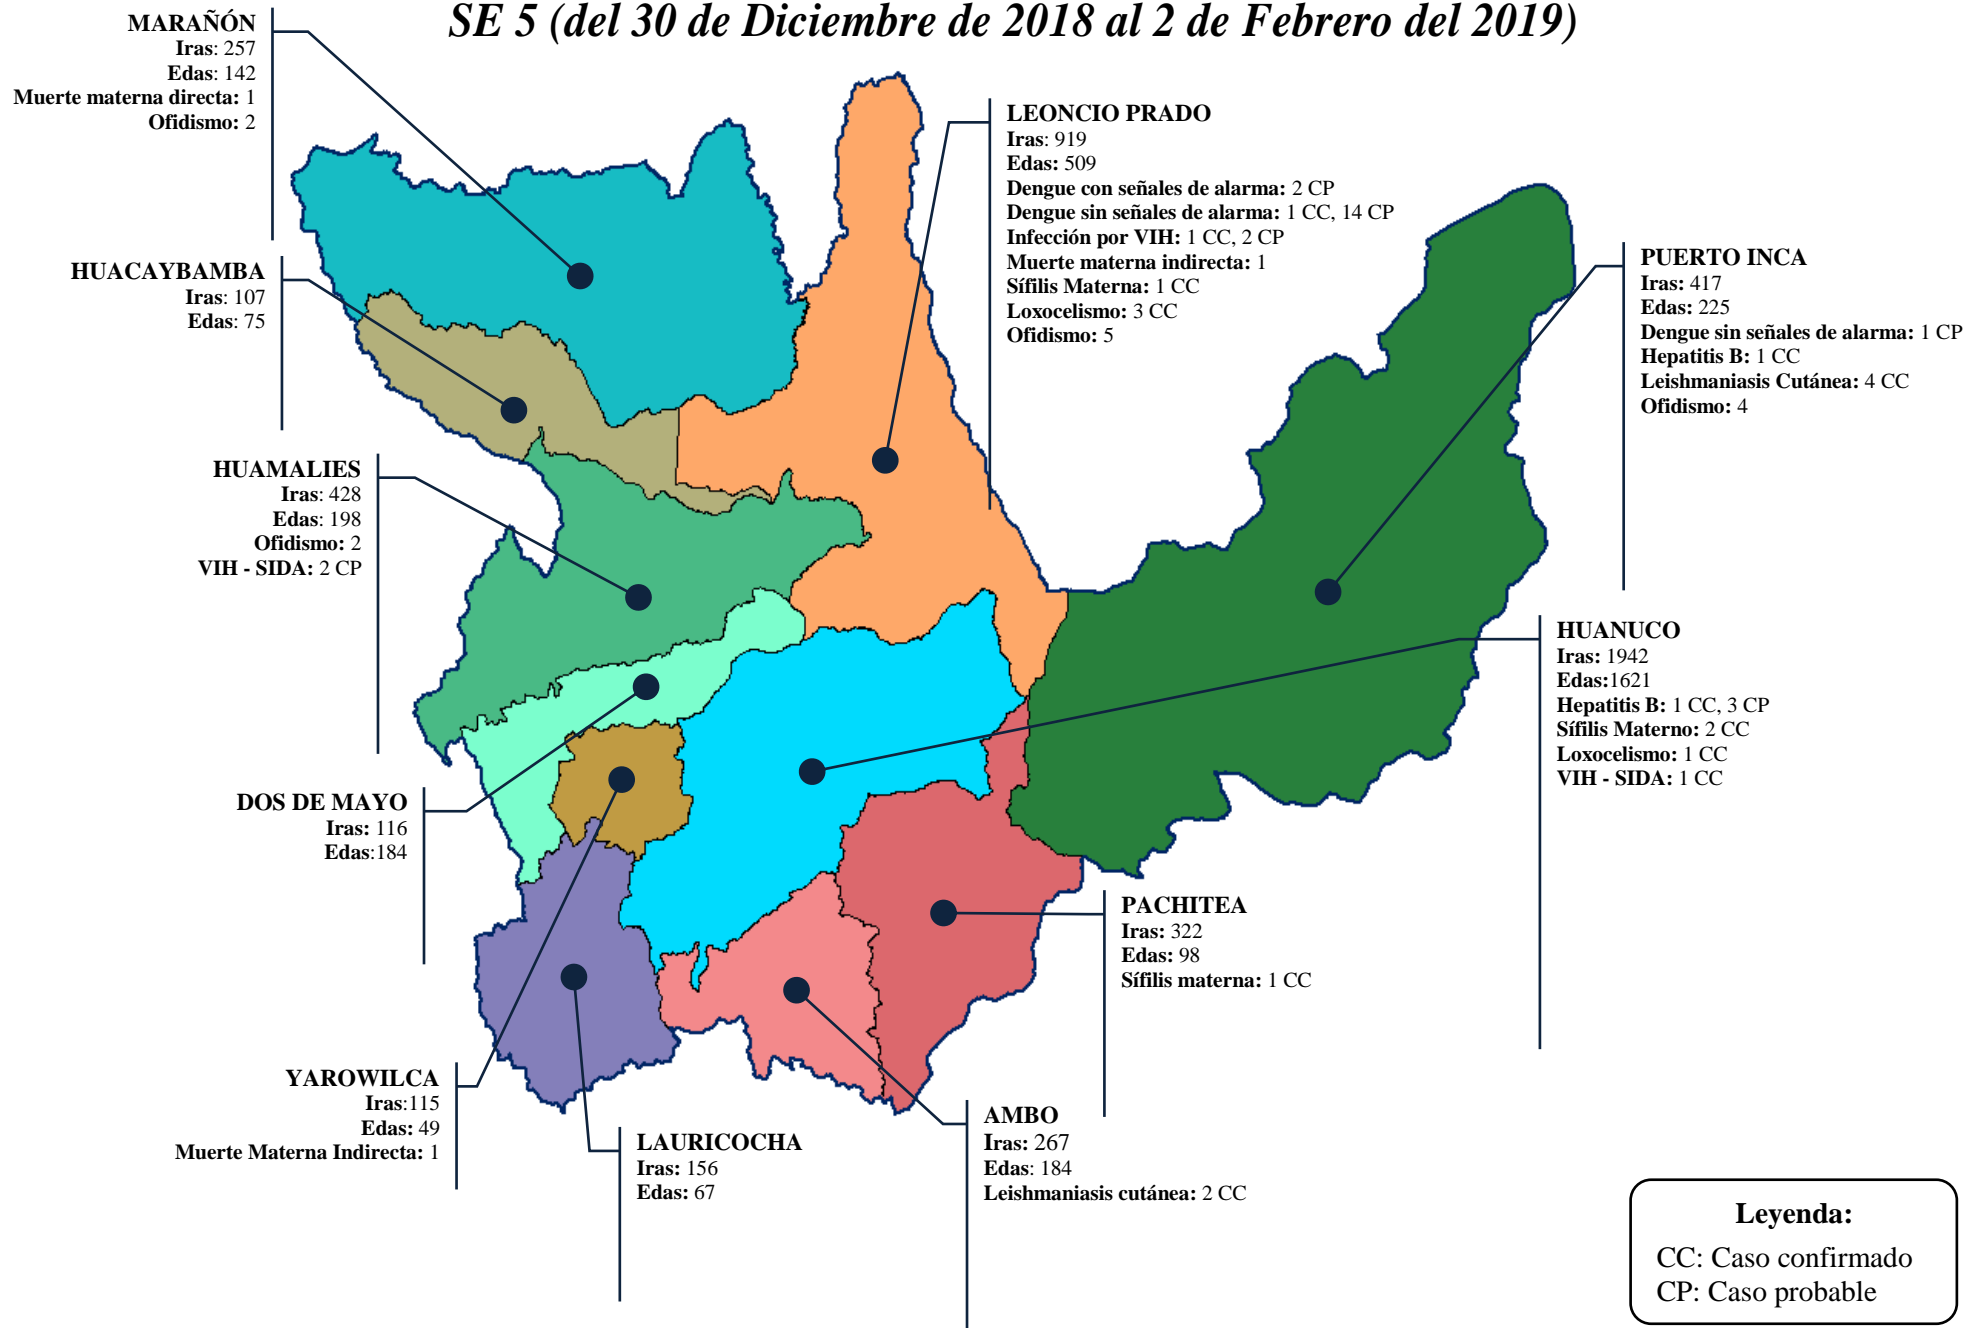 SE 5 (del 30 de Diciembre de 2018 al 2 de Febrero del 2019)
MARAÑÓN
Iras: 257
Edas: 142
Muerte materna directa: 1
Ofidismo: 2
HUACAYBAMBA
Iras: 107
Edas: 75
HUAMALIES
Iras: 428
Edas: 198
Ofidismo: 2
VIH - SIDA: 2 CP
DOS DE MAYO
Iras: 116
Edas:184
YAROWILCA
Iras:115
Edas: 49
Muerte Materna Indirecta: 1
LAURICOCHA
Iras: 156
Edas: 67
AMBO
Iras: 267
Edas: 184
Leishmaniasis cutánea: 2 CC
PACHITEA
Iras: 322
Edas: 98
Sífilis materna: 1 CC
LEONCIO PRADO
Iras: 919
Edas: 509
Dengue con señales de alarma: 2 CP
Dengue sin señales de alarma: 1 CC, 14 CP
Infección por VIH: 1 CC, 2 CP
Muerte materna indirecta: 1
Sífilis Materna: 1 CC
Loxocelismo: 3 CC
Ofidismo: 5
PUERTO INCA
Iras: 417
Edas: 225
Dengue sin señales de alarma: 1 CP
Hepatitis B: 1 CC
Leishmaniasis Cutánea: 4 CC
Ofidismo: 4
HUANUCO
Iras: 1942
Edas:1621
Hepatitis B: 1 CC, 3 CP
Sífilis Materno: 2 CC
Loxocelismo: 1 CC
VIH - SIDA: 1 CC
Leyenda:
CC: Caso confirmado
CP: Caso probable